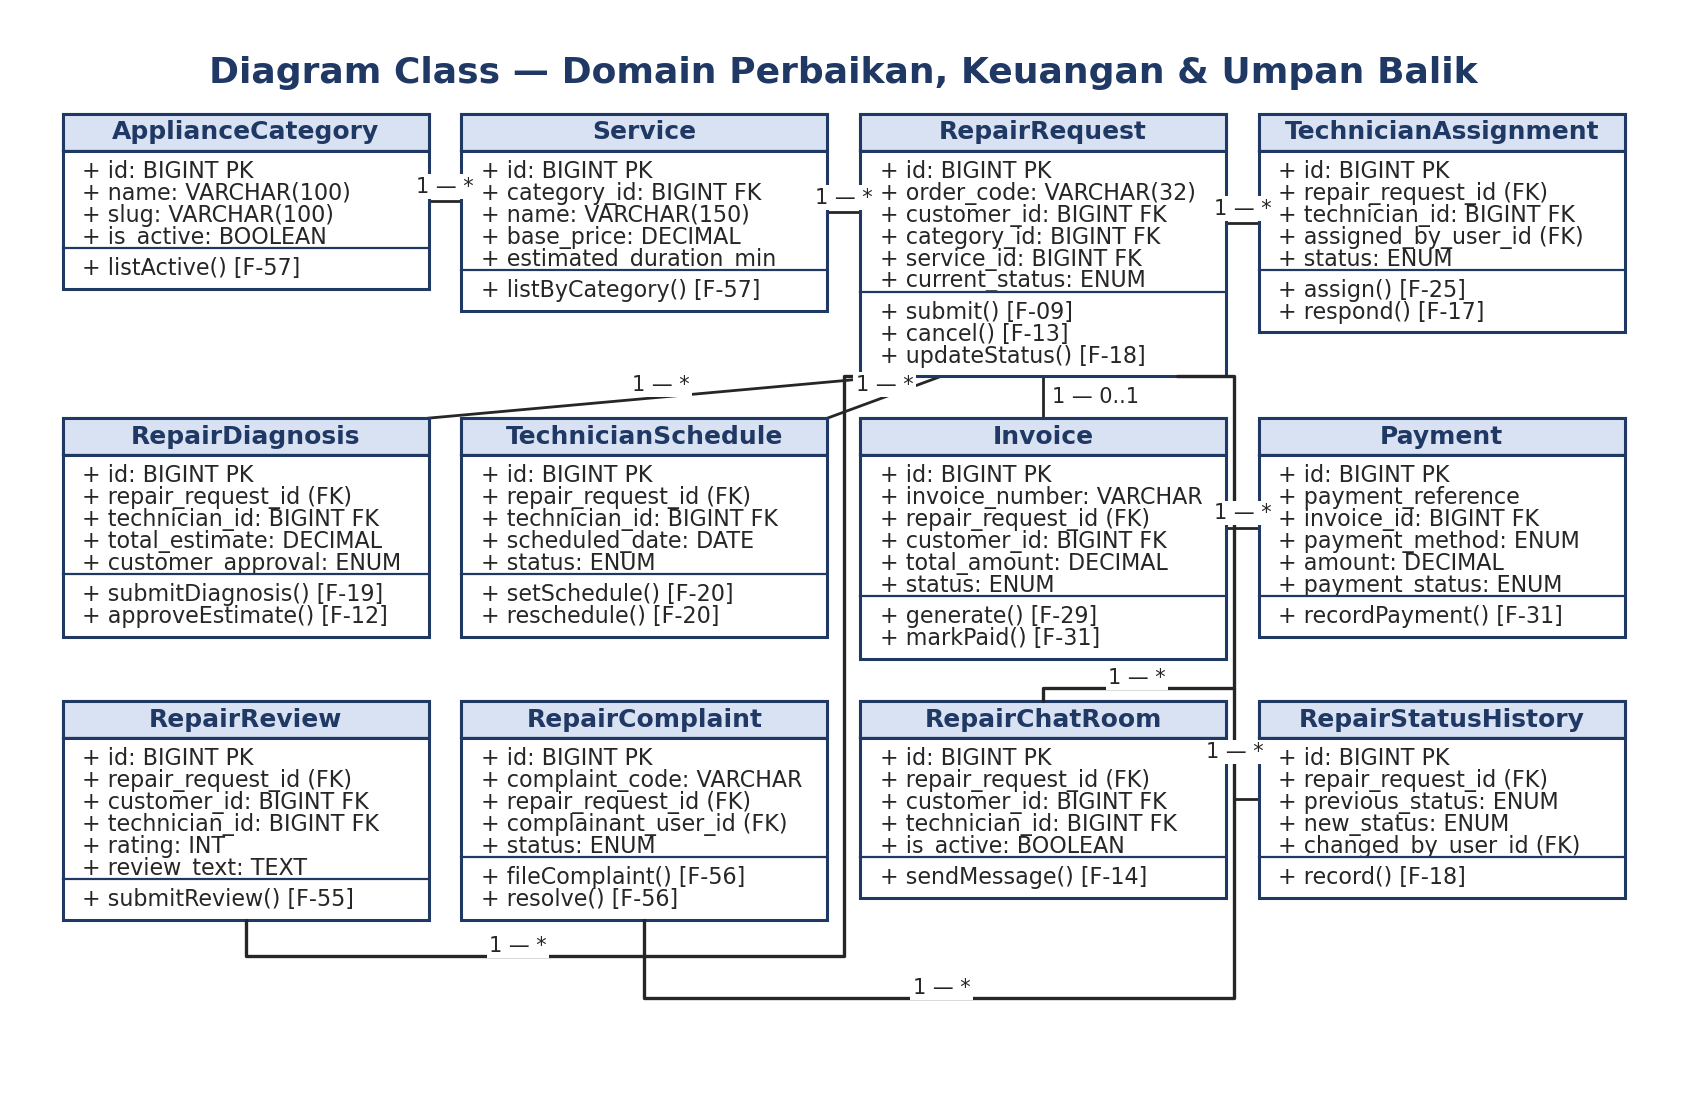 Diagram Class — Domain Perbaikan, Keuangan & Umpan Balik
ApplianceCategory
+ id: BIGINT PK
+ name: VARCHAR(100)
+ slug: VARCHAR(100)
+ is_active: BOOLEAN
+ listActive() [F-57]
1 — *
Service
+ id: BIGINT PK
+ category_id: BIGINT FK
+ name: VARCHAR(150)
+ base_price: DECIMAL
+ estimated_duration_min
+ listByCategory() [F-57]
1 — *
RepairRequest
+ id: BIGINT PK
+ order_code: VARCHAR(32)
+ customer_id: BIGINT FK
+ category_id: BIGINT FK
+ service_id: BIGINT FK
+ current_status: ENUM
+ submit() [F-09]
+ cancel() [F-13]
+ updateStatus() [F-18]
1 — *
TechnicianAssignment
+ id: BIGINT PK
+ repair_request_id (FK)
+ technician_id: BIGINT FK
+ assigned_by_user_id (FK)
+ status: ENUM
+ assign() [F-25]
+ respond() [F-17]
1 — *
1 — *
1 — 0..1
RepairDiagnosis
+ id: BIGINT PK
+ repair_request_id (FK)
+ technician_id: BIGINT FK
+ total_estimate: DECIMAL
+ customer_approval: ENUM
+ submitDiagnosis() [F-19]
+ approveEstimate() [F-12]
TechnicianSchedule
+ id: BIGINT PK
+ repair_request_id (FK)
+ technician_id: BIGINT FK
+ scheduled_date: DATE
+ status: ENUM
+ setSchedule() [F-20]
+ reschedule() [F-20]
Invoice
+ id: BIGINT PK
+ invoice_number: VARCHAR
+ repair_request_id (FK)
+ customer_id: BIGINT FK
+ total_amount: DECIMAL
+ status: ENUM
+ generate() [F-29]
+ markPaid() [F-31]
1 — *
Payment
+ id: BIGINT PK
+ payment_reference
+ invoice_id: BIGINT FK
+ payment_method: ENUM
+ amount: DECIMAL
+ payment_status: ENUM
+ recordPayment() [F-31]
1 — *
RepairReview
+ id: BIGINT PK
+ repair_request_id (FK)
+ customer_id: BIGINT FK
+ technician_id: BIGINT FK
+ rating: INT
+ review_text: TEXT
+ submitReview() [F-55]
RepairComplaint
+ id: BIGINT PK
+ complaint_code: VARCHAR
+ repair_request_id (FK)
+ complainant_user_id (FK)
+ status: ENUM
+ fileComplaint() [F-56]
+ resolve() [F-56]
RepairChatRoom
+ id: BIGINT PK
+ repair_request_id (FK)
+ customer_id: BIGINT FK
+ technician_id: BIGINT FK
+ is_active: BOOLEAN
+ sendMessage() [F-14]
1 — *
RepairStatusHistory
+ id: BIGINT PK
+ repair_request_id (FK)
+ previous_status: ENUM
+ new_status: ENUM
+ changed_by_user_id (FK)
+ record() [F-18]
1 — *
1 — *